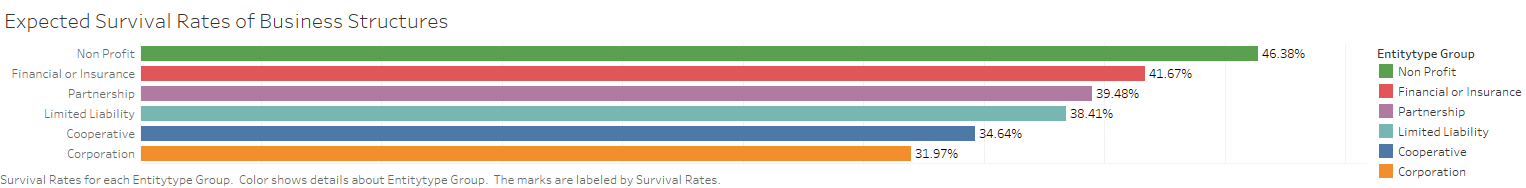 Expected Survival Rates of Business Structures
Non Profit 46.38%
Financial or Insurance 41.67%
Partnership 39.48%
Limited Liability 38.41%
Cooperative 34.64%
Corporation 31.97%
Entitytype Group
Non Profit
Financial or Insurance
Partnership
Limited Liability
Cooperative
Corporation
Survival Rates for each Entitytype Group.  Color shows details about Entitytype Group.  The marks are labeled by Survival Rates.